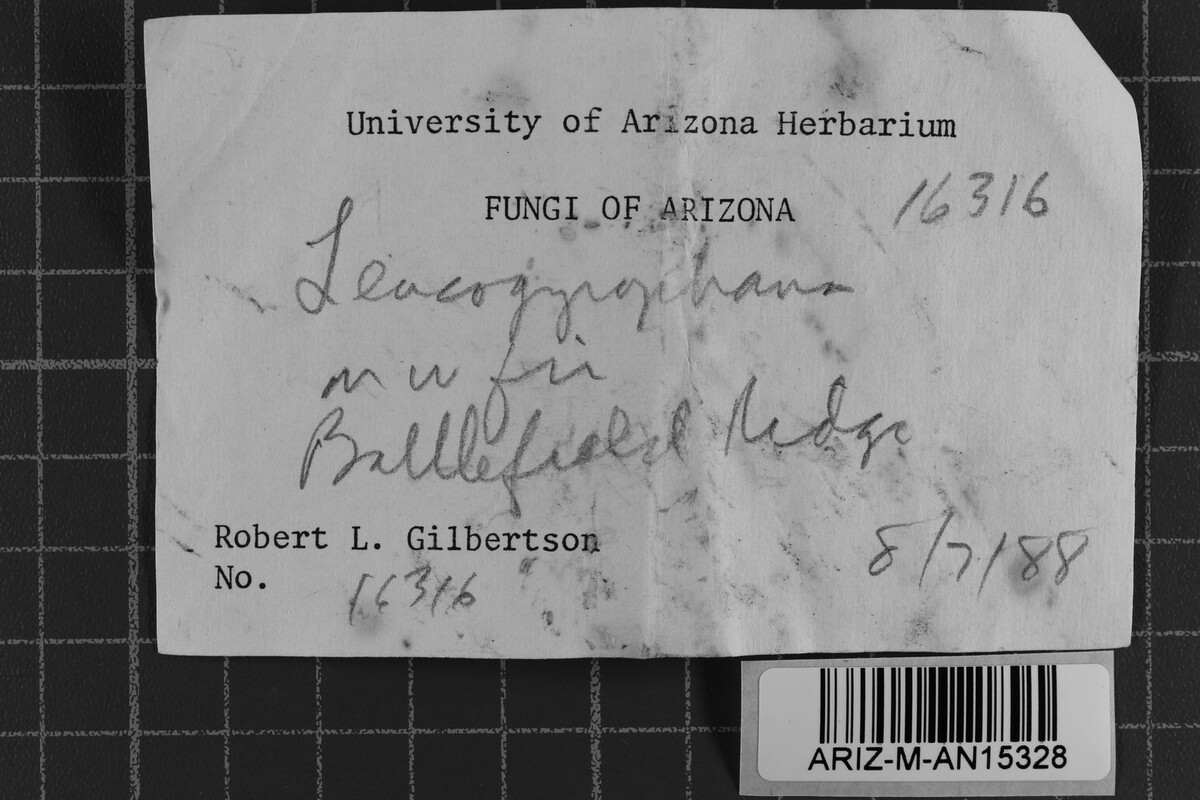 University of Arizona Herbarium
FUNGI OF ARIZONA 16316
Leucogyrophana
on w fir
Battlefield Ridge
Robert L. Gilbertson 8/7/88
No. 16316
ARIZ-M-AN15328